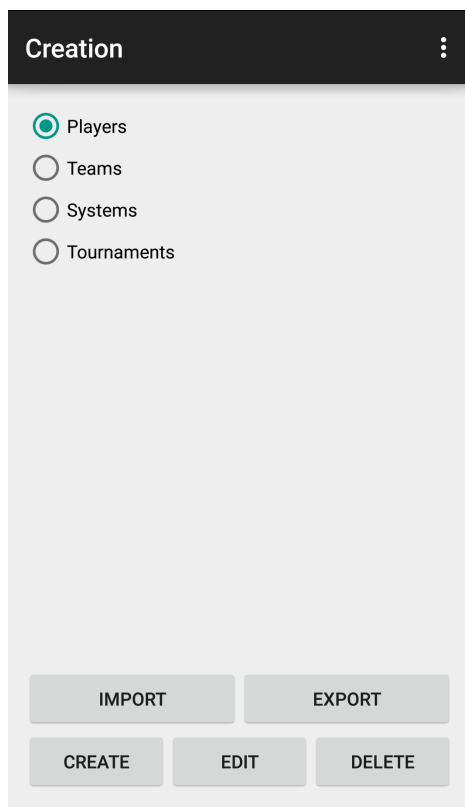 Creation
Players
Teams
Systems
Tournaments
IMPORT EXPORT
CREATE EDIT DELETE